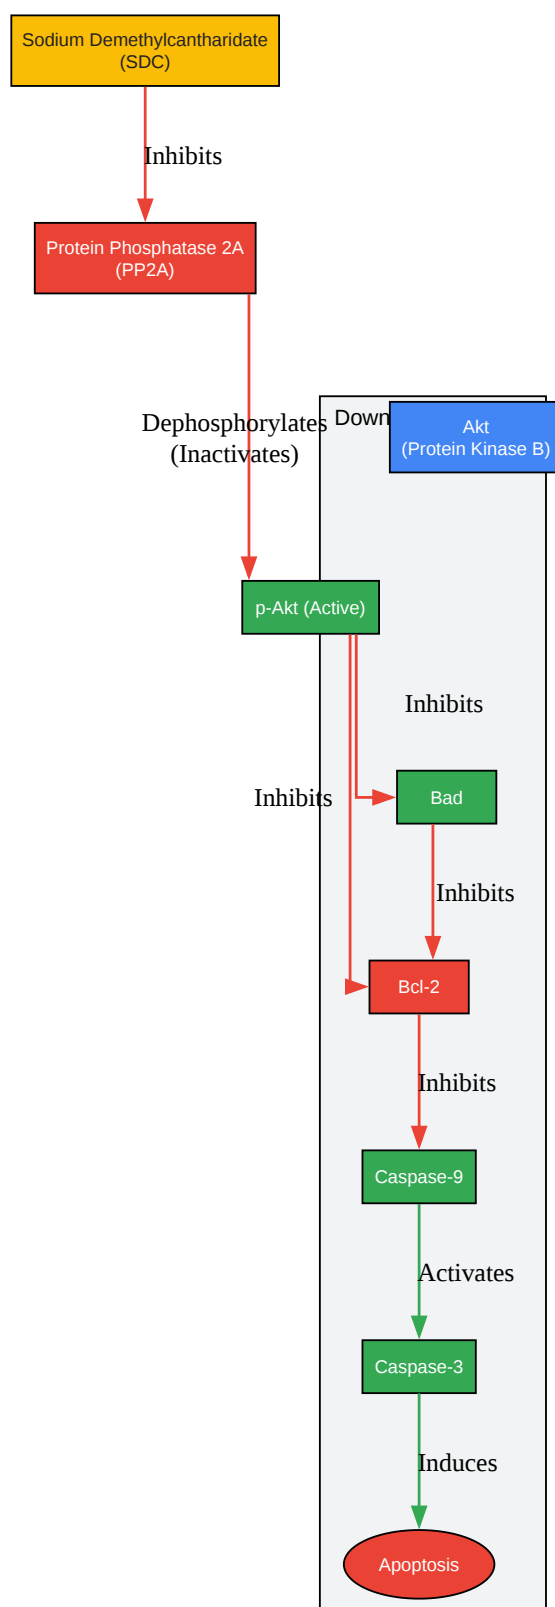 Sodium Demethylcantharidate
(SDC)
Inhibits
Protein Phosphatase 2A
(PP2A)
Dephosphorylates
(Inactivates)
Down
Akt
(Protein Kinase B)
p-Akt (Active)
Inhibits
Inhibits
Bad
Inhibits
Bcl-2
Inhibits
Caspase-9
Activates
Caspase-3
Induces
Apoptosis